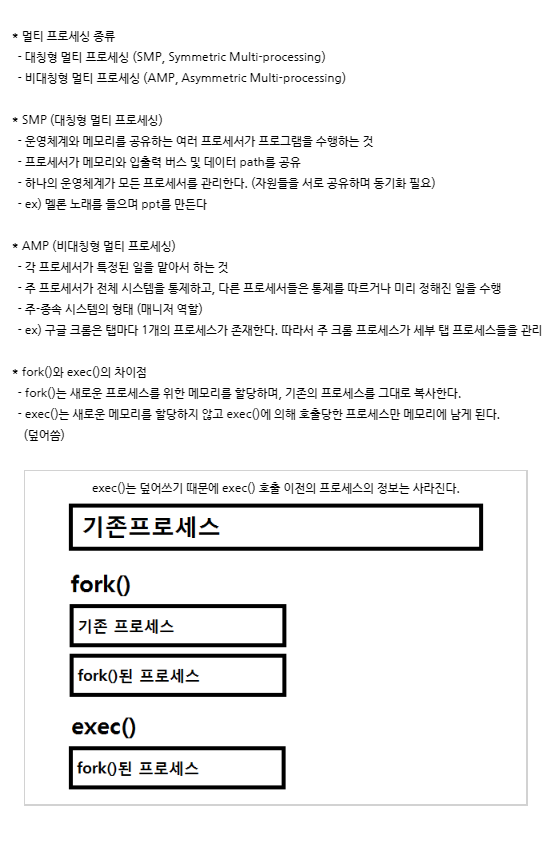 * 멀티 프로세싱 종류
- 대칭형 멀티 프로세싱 (SMP, Symmetric Multi-processing)
- 비대칭형 멀티 프로세싱 (AMP, Asymmetric Multi-processing)
* SMP (대칭형 멀티 프로세싱)
- 운영체계와 메모리를 공유하는 여러 프로세서가 프로그램을 수행하는 것
- 프로세서가 메모리와 입출력 버스 및 데이터 path를 공유
- 하나의 운영체계가 모든 프로세서를 관리한다. (자원들을 서로 공유하며 동기화 필요)
- ex) 멜론 노래를 들으며 ppt를 만든다
* AMP (비대칭형 멀티 프로세싱)
- 각 프로세서가 특정된 일을 맡아서 하는 것
- 주 프로세서가 전체 시스템을 통제하고, 다른 프로세서들은 통제를 따르거나 미리 정해진 일을 수행
- 주-종속 시스템의 형태 (매니저 역할)
- ex) 구글 크롬은 탭마다 1개의 프로세스가 존재한다. 따라서 주 크롬 프로세스가 세부 탭 프로세스들을 관리
* fork()와 exec()의 차이점
- fork()는 새로운 프로세스를 위한 메모리를 할당하며, 기존의 프로세스를 그대로 복사한다.
- exec()는 새로운 메모리를 할당하지 않고 exec()에 의해 호출당한 프로세스만 메모리에 남게 된다.
(덮어씀)
exec()는 덮어쓰기 때문에 exec() 호출 이전의 프로세스의 정보는 사라진다.
기존프로세스
fork()
기존 프로세스
fork()된 프로세스
exec()
fork()된 프로세스